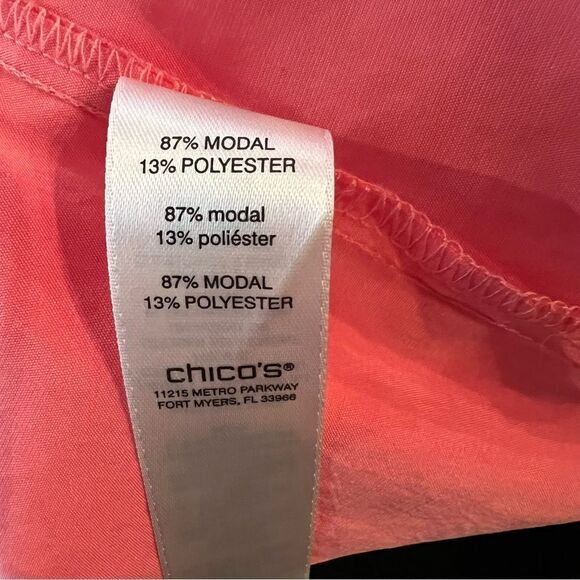 87% MODAL
13% POLYESTER
87% modal
13% poliéster
87% MODAL
13% POLYESTER
chico's®
11215 METRO PARKWAY
FORT MYERS, FL 33966